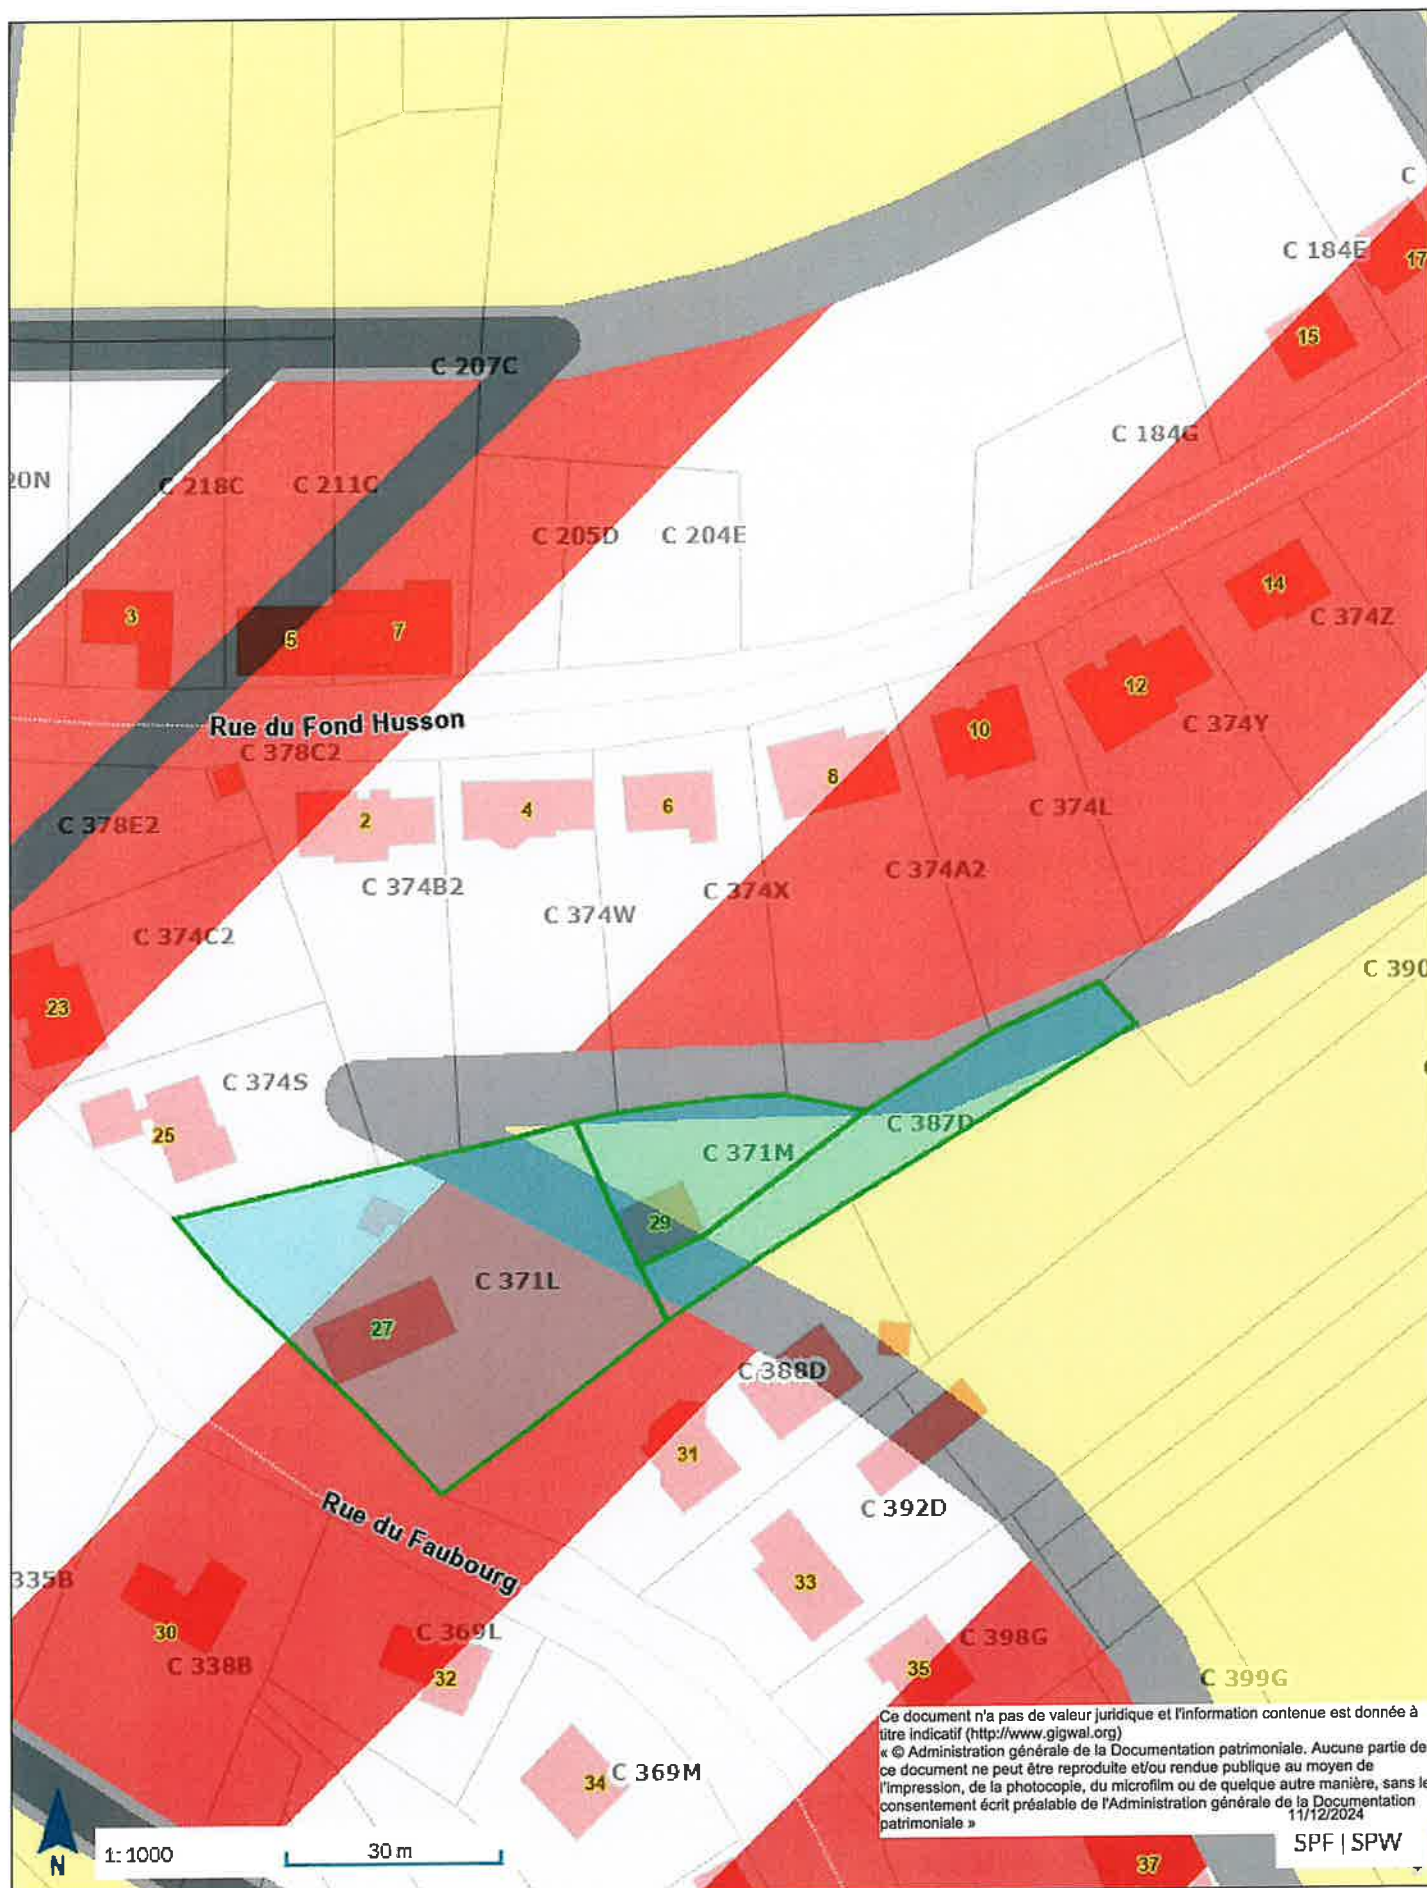 C
C 184E
17
15
C 207C
C 184G
20N
C 218C
C 211C
C 205D
C 204E
14
3
C 374Z
5
7
12
Rue du Fond Husson
C 374Y
10
C 378C2
8
C 378E2
2
4
6
C 374L
C 374B2
C 374X
C 374A2
C 374W
C 374C2
C 390
23
C 374S
C 387D
25
C 371M
29
C 371L
27
C 388D
31
Rue du Faubourg
C 392D
335B
33
30
C 369L
C 398G
C 338B
32
35
C 399G
34
C 369M
37
Ce document n'a pas de valeur juridique et l'information contenue est donnée à
titre indicatif (http://www.gigwal.org)
« © Administration générale de la Documentation patrimoniale. Aucune partie de
ce document ne peut être reproduite et/ou rendue publique au moyen de
l'impression, de la photocopie, du microfilm ou de quelque autre manière, sans le
consentement écrit préalable de l'Administration générale de la Documentation
patrimoniale »
11/12/2024
SPF | SPW
N
1: 1000
30 m